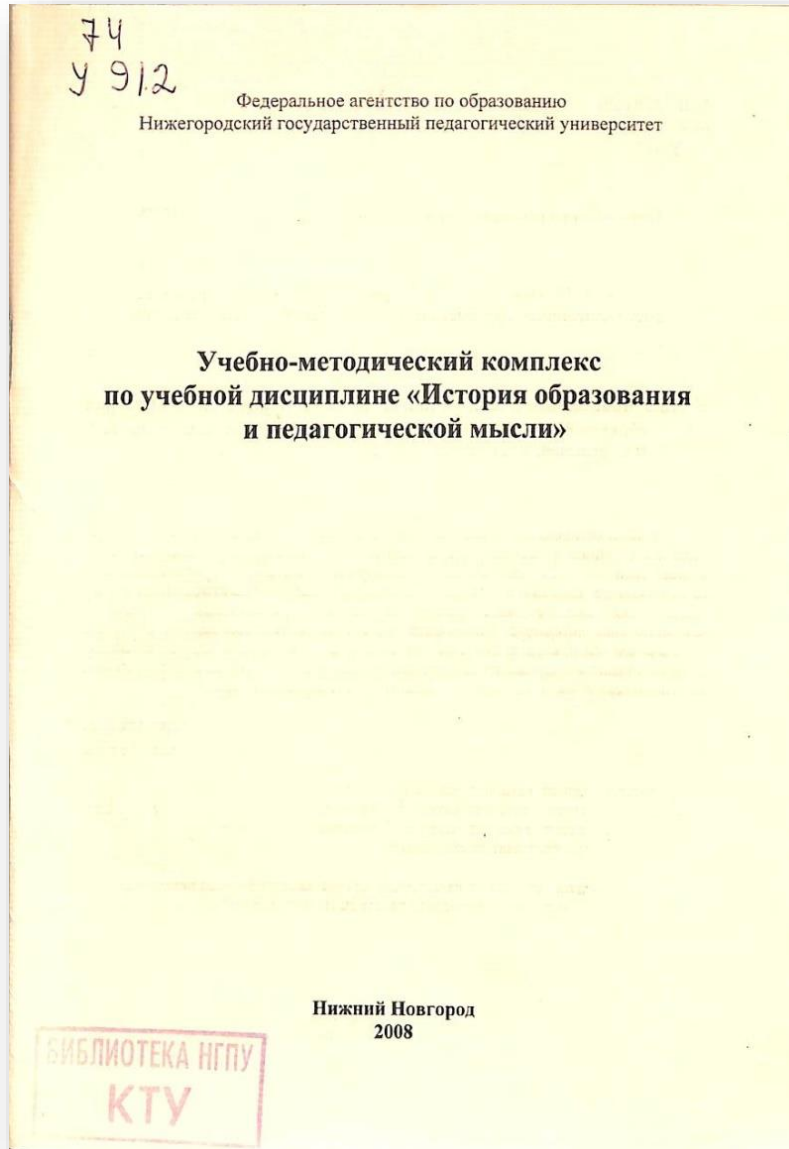 74
У 912
Федеральное агентство по образованию
Нижегородский государственный педагогический университет
Учебно-методический комплекс
по учебной дисциплине «История образования
и педагогической мысли»
Нижний Новгород
2008
БИБЛИОТЕКА НГПУ
КТУ